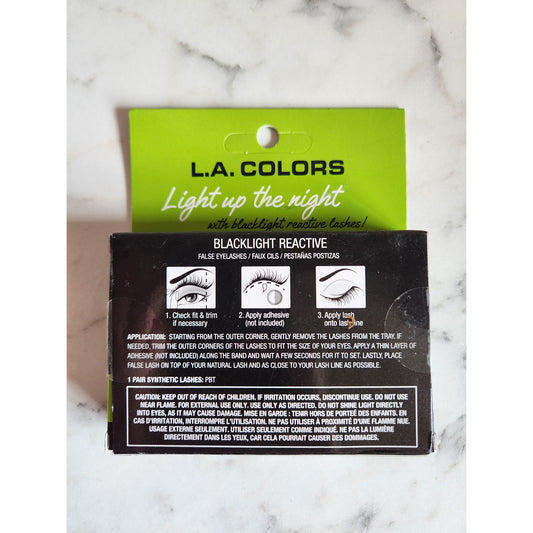 L.A. COLORS
Light up the night
with blacklight reactive lashes!
BLACKLIGHT REACTIVE
FALSE EYELASHES / FAUX CILS / PESTAÑAS POSTIZAS
1. Check fit & trim if necessary
2. Apply adhesive (not included)
3. Apply lash onto lashline
APPLICATION: STARTING FROM THE OUTER CORNER, GENTLY REMOVE THE LASHES FROM THE TRAY. IF
NEEDED, TRIM THE OUTER CORNERS OF THE LASHES TO FIT THE SIZE OF YOUR EYES. APPLY A THIN LAYER OF
ADHESIVE (NOT INCLUDED) ALONG THE BAND AND WAIT A FEW SECONDS FOR IT TO SET. LASTLY, PLACE
FALSE LASH ON TOP OF YOUR NATURAL LASH AND AS CLOSE TO YOUR LASH LINE AS POSSIBLE.
1 PAIR SYNTHETIC LASHES: PBT
CAUTION: KEEP OUT OF REACH OF CHILDREN. IF IRRITATION OCCURS, DISCONTINUE USE. DO NOT USE
NEAR FLAME. FOR EXTERNAL USE ONLY. USE ONLY AS DIRECTED. DO NOT SHINE LIGHT DIRECTLY
INTO EYES, AS IT MAY CAUSE DAMAGE. MISE EN GARDE : TENIR HORS DE PORTÉE DES ENFANTS. EN
CAS D'IRRITATION, INTERROMPRE L'UTILISATION. NE PAS UTILISER À PROXIMITÉ D'UNE FLAMME NUE.
USAGE EXTERNE SEULEMENT. UTILISER SEULEMENT COMME INDIQUÉ. NE PAS LA LUMIÈRE
DIRECTEMENT DANS LES YEUX, CAR CELA POURRAIT CAUSER DES DOMMAGES.